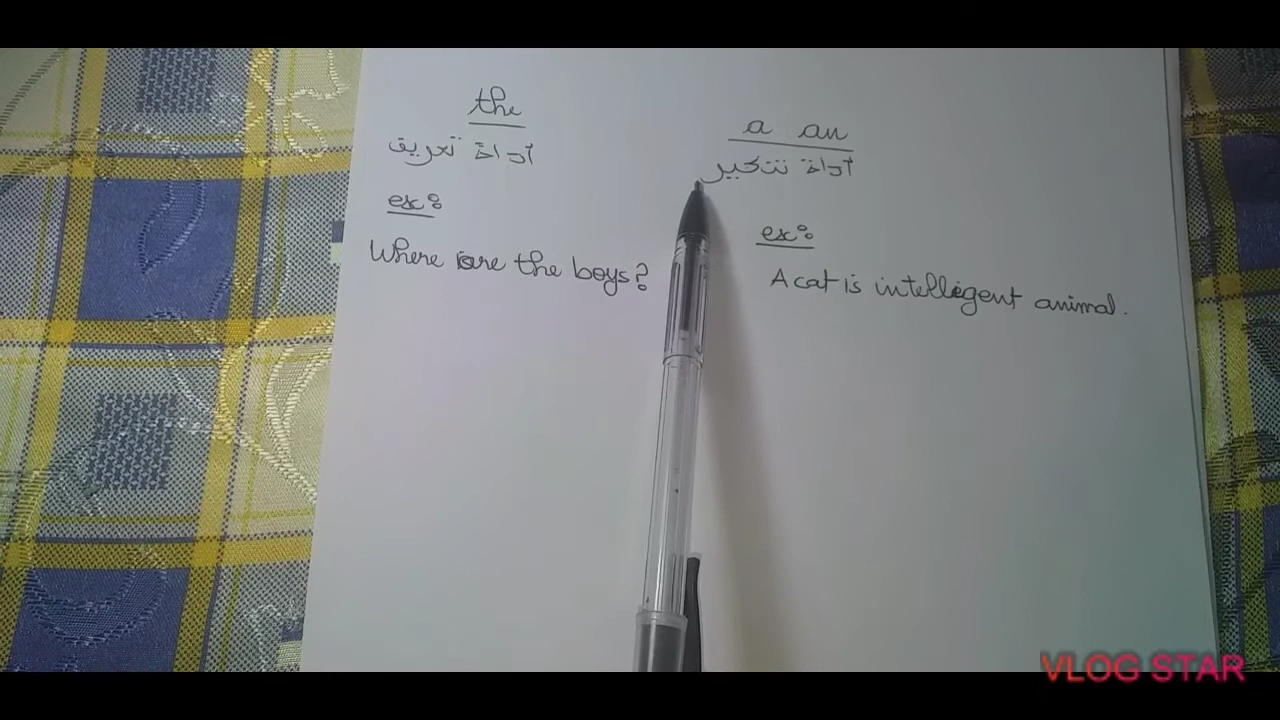 the
أداة تعريف
ex:
Where are the boys?
a an
أداة تنكير
ex:
A cat is intelligent animal.
VLOG STAR